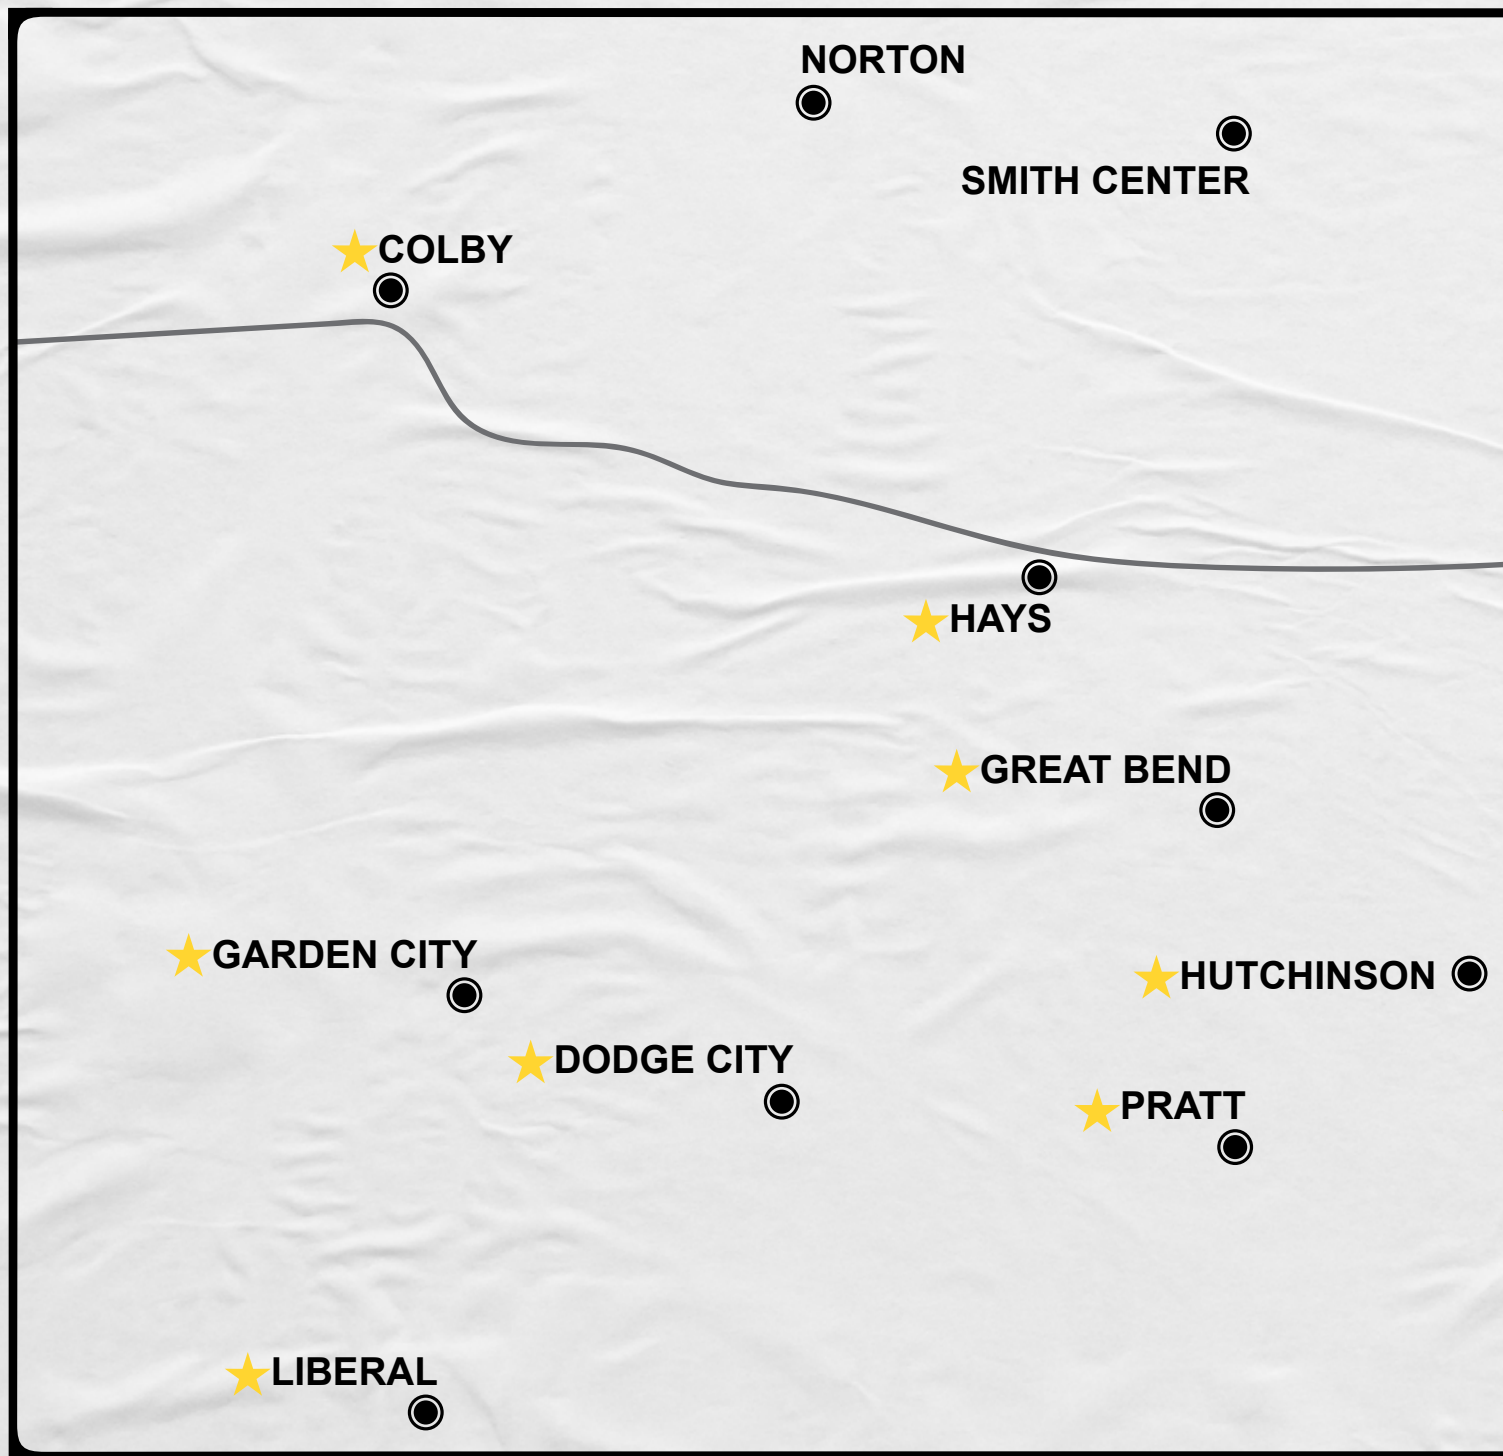 NORTON
SMITH CENTER
COLBY
HAYS
GREAT BEND
GARDEN CITY
HUTCHINSON
DODGE CITY
PRATT
LIBERAL